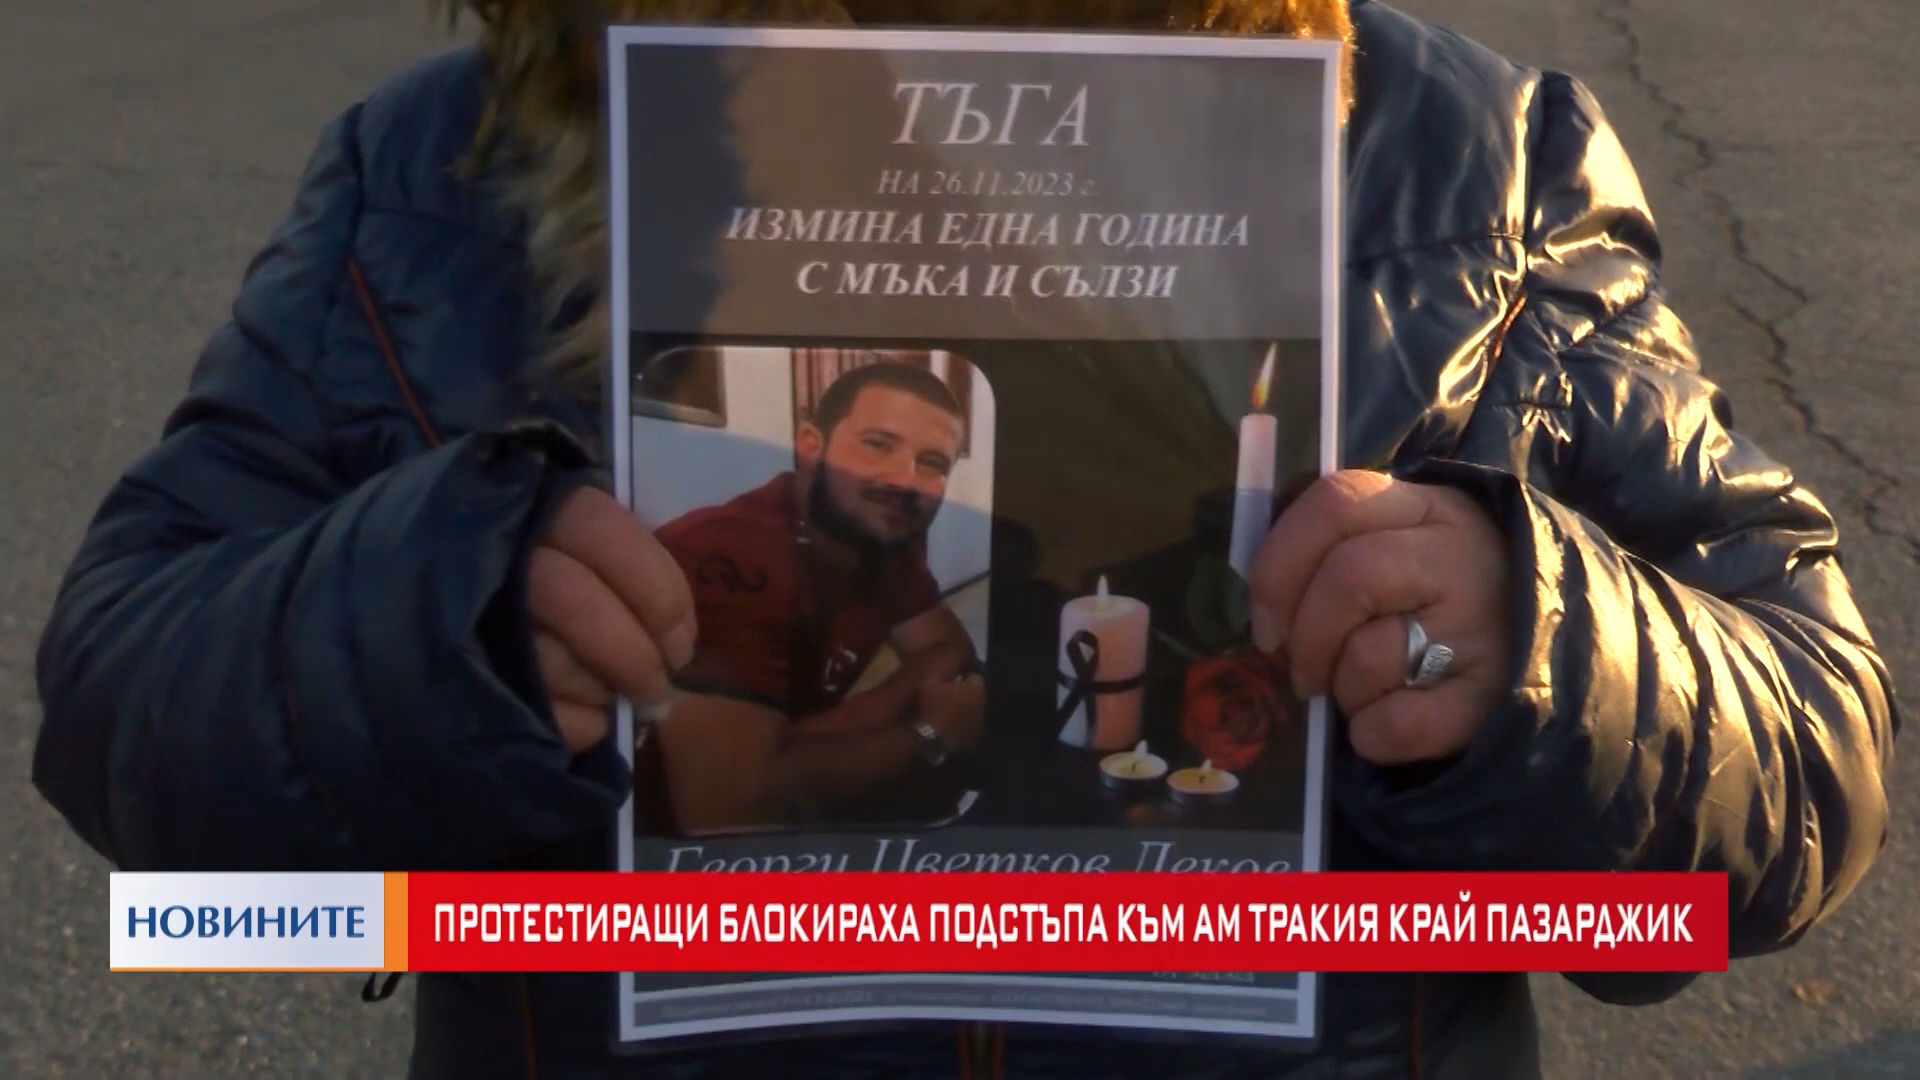 ТЪГА
НА 26.11.2023 г.
ИЗМИНА ЕДНА ГОДИНА
С МЪКА И СЪЛЗИ
Георги Цветков Деков
НОВИНИТЕ
ПРОТЕСТИРАЩИ БЛОКИРАХА ПОДСТЪПА КЪМ АМ ТРАКИЯ КРАЙ ПАЗАРДЖИК